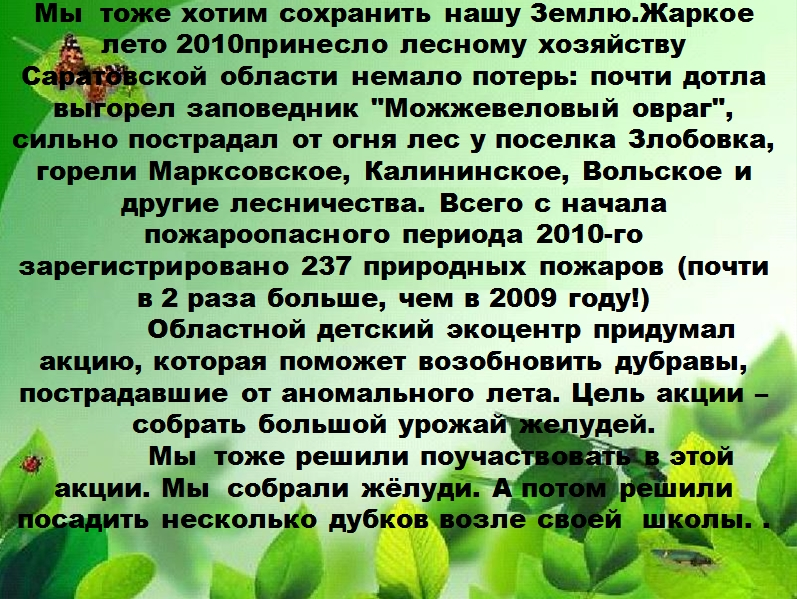 Мы тоже хотим сохранить нашу Землю.Жаркое
лето 2010принесло лесному хозяйству
Саратовской области немало потерь: почти дотла
выгорел заповедник "Можжевеловый овраг",
сильно пострадал от огня лес у поселка Злобовка,
горели Марксовское, Калининское, Вольское и
другие лесничества. Всего с начала
пожароопасного периода 2010-го
зарегистрировано 237 природных пожаров (почти
в 2 раза больше, чем в 2009 году!)
Областной детский экоцентр придумал
акцию, которая поможет возобновить дубравы,
пострадавшие от аномального лета. Цель акции –
собрать большой урожай желудей.
Мы тоже решили поучаствовать в этой
акции. Мы собрали жёлуди. А потом решили
посадить несколько дубков возле своей школы. .